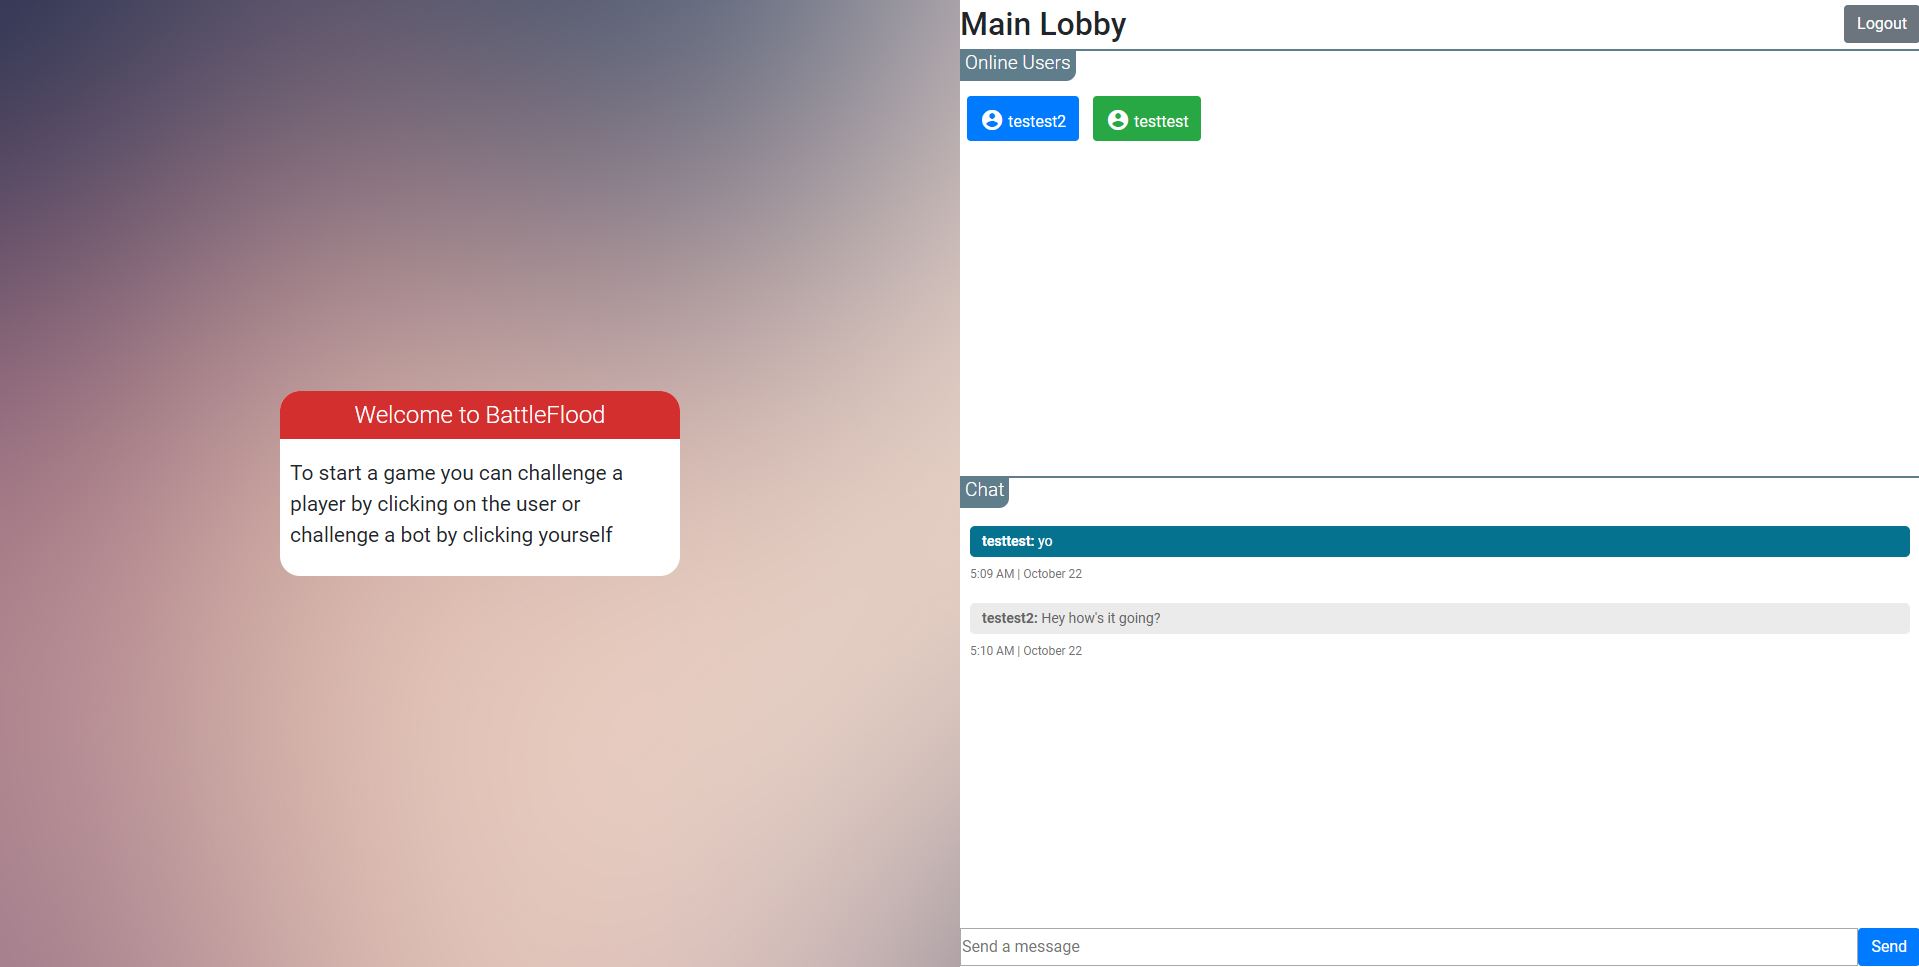 Welcome to BattleFlood
To start a game you can challenge a
player by clicking on the user or
challenge a bot by clicking yourself
Main Lobby
Logout
Online Users
testest2
testtest
Chat
testtest: yo
5:09 AM | October 22
testest2: Hey how's it going?
5:10 AM | October 22
Send a message
Send